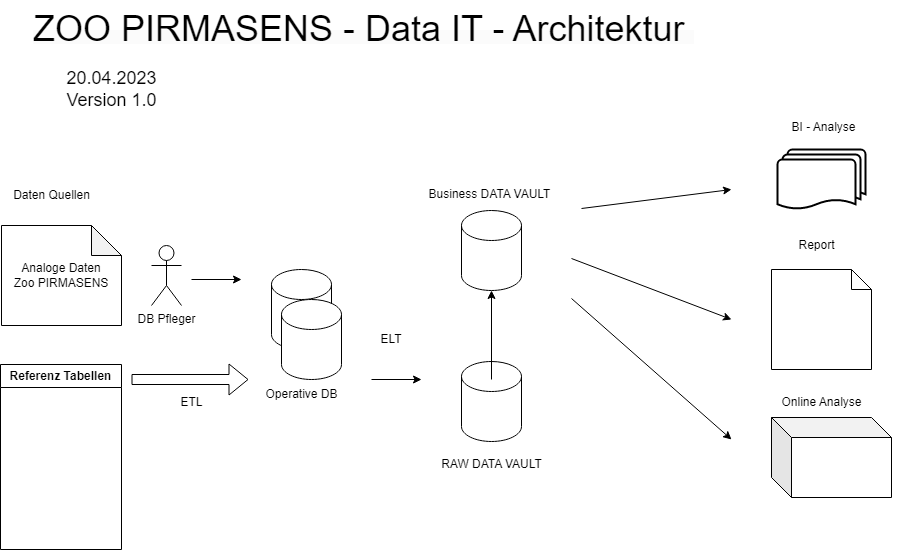 ZOO PIRMASENS - Data IT - Architektur
20.04.2023
Version 1.0
BI - Analyse
Daten Quellen
Business DATA VAULT
Report
Analoge Daten
Zoo PIRMASENS
DB Pfleger
ELT
Referenz Tabellen
Operative DB
ETL
Online Analyse
RAW DATA VAULT